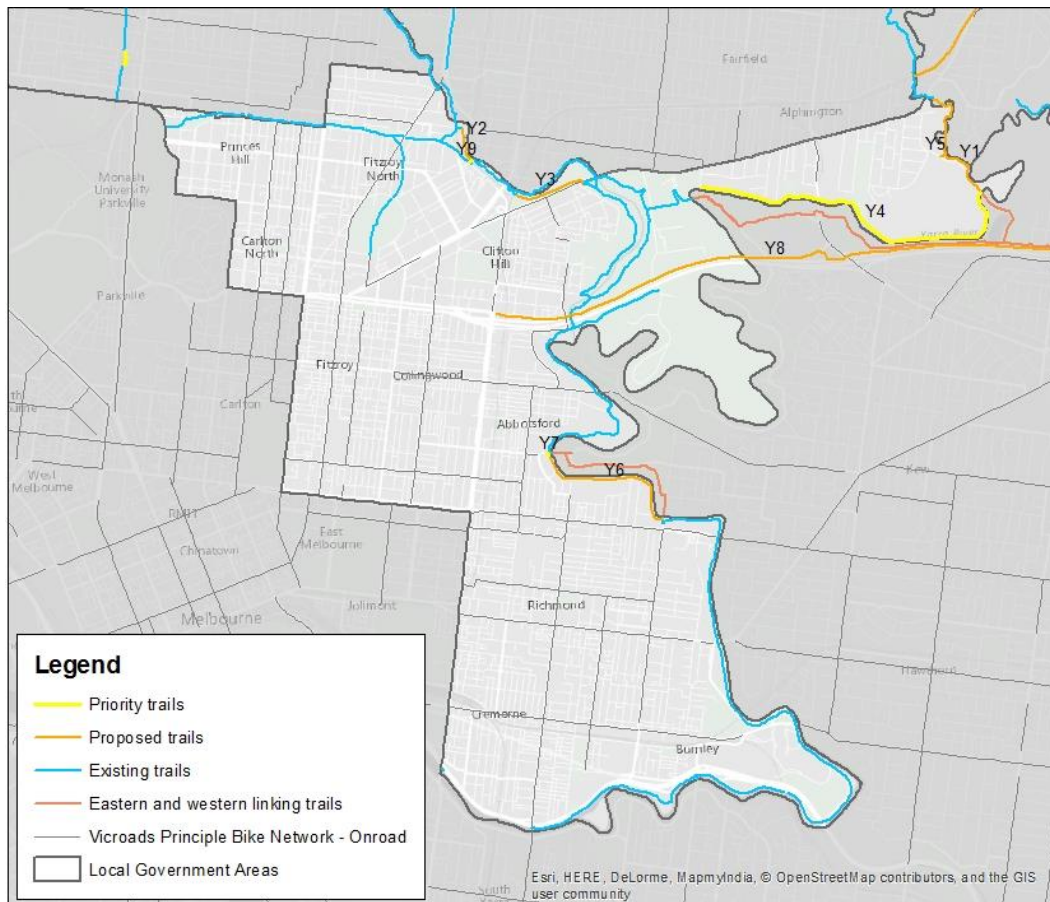 Fairfield
Alphington
Y2
Princes
Hill
Fitzroy
North
Y9
Y5
Y1
Monash
University
Parkville
Y3
Y4
Carlton
North
Clifton
Hill
Yarra River
Y8
Parkville
Fitzroy
Collingwood
Carlton
Abbotsford
Y7
Y6
Kew
West
Melbourne
RMIT
East
Melbourne
Chinatown
Jolimont
Richmond
Melbourne
Hawthorn
Cremorne
Burnley
Legend
Priority trails
Proposed trails
Existing trails
Eastern and western linking trails
Vicroads Principle Bike Network - Onroad
Local Government Areas
South
Esri, HERE, DeLorme, MapmyIndia, © OpenStreetMap contributors, and the GIS
user community